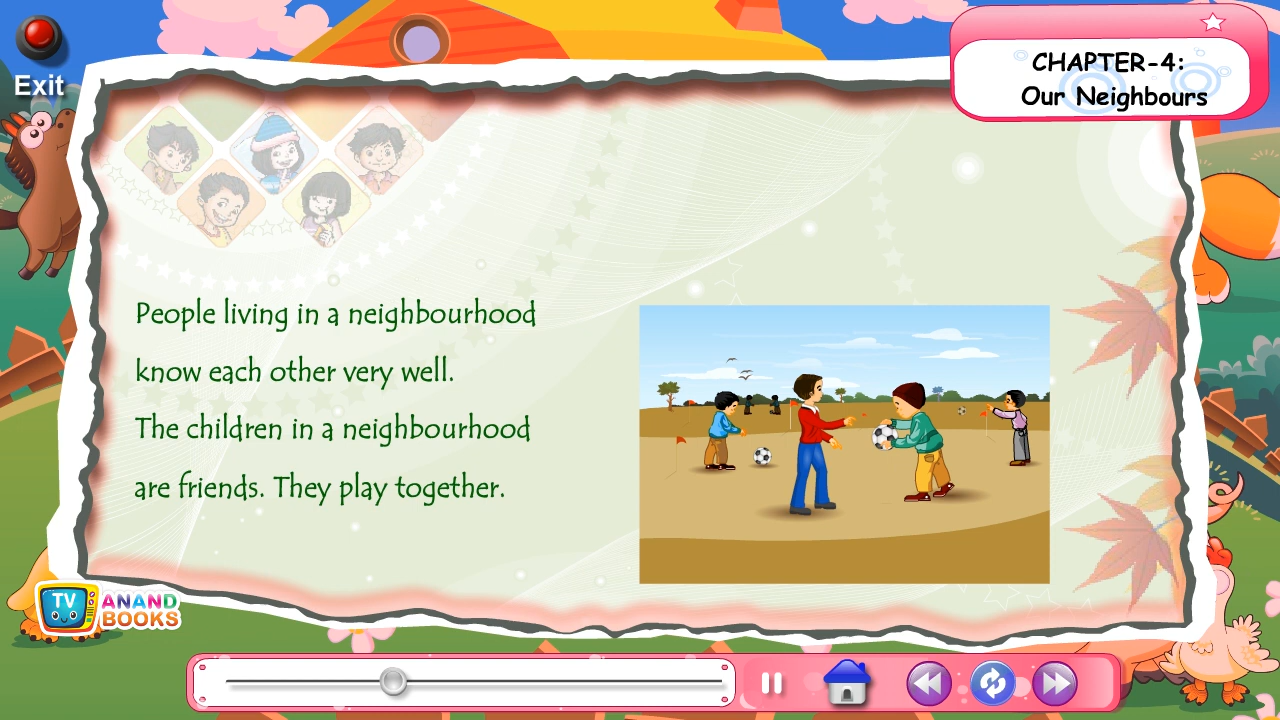 Exit
CHAPTER-4:
Our Neighbours
People living in a neighbourhood
know each other very well.
The children in a neighbourhood
are friends. They play together.
TV
ANAND
BOOKS